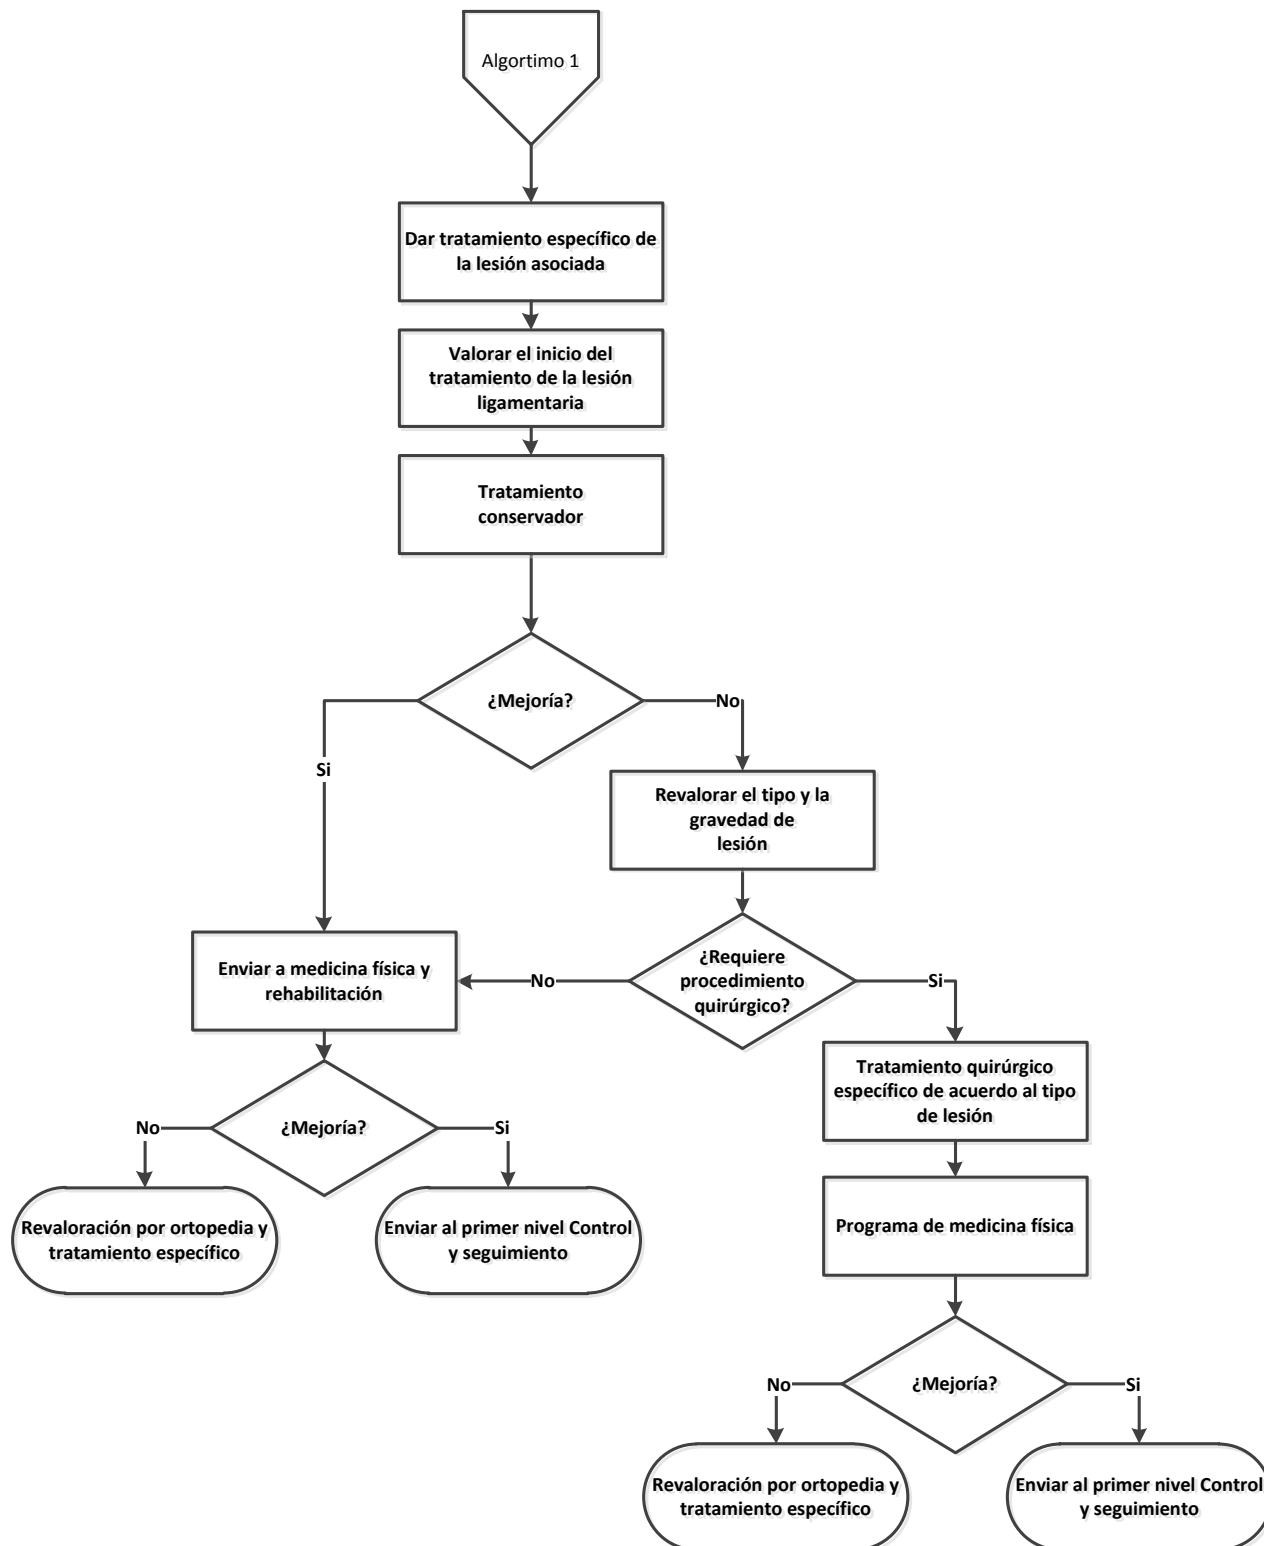 Algortimo 1
Dar tratamiento específico de
la lesión asociada
Valorar el inicio del
tratamiento de la lesión
ligamentaria
Tratamiento
conservador
¿Mejoría?
No
Si
Revalorar el tipo y la
gravedad de
lesión
Enviar a medicina física y
rehabilitación
No
¿Requiere
procedimiento
quirúrgico?
Si
Tratamiento quirúrgico
específico de acuerdo al tipo
de lesión
No
¿Mejoría?
Si
Revaloración por ortopedia y
tratamiento específico
Enviar al primer nivel Control
y seguimiento
Programa de medicina física
No
¿Mejoría?
Si
Revaloración por ortopedia y
tratamiento específico
Enviar al primer nivel Control
y seguimiento